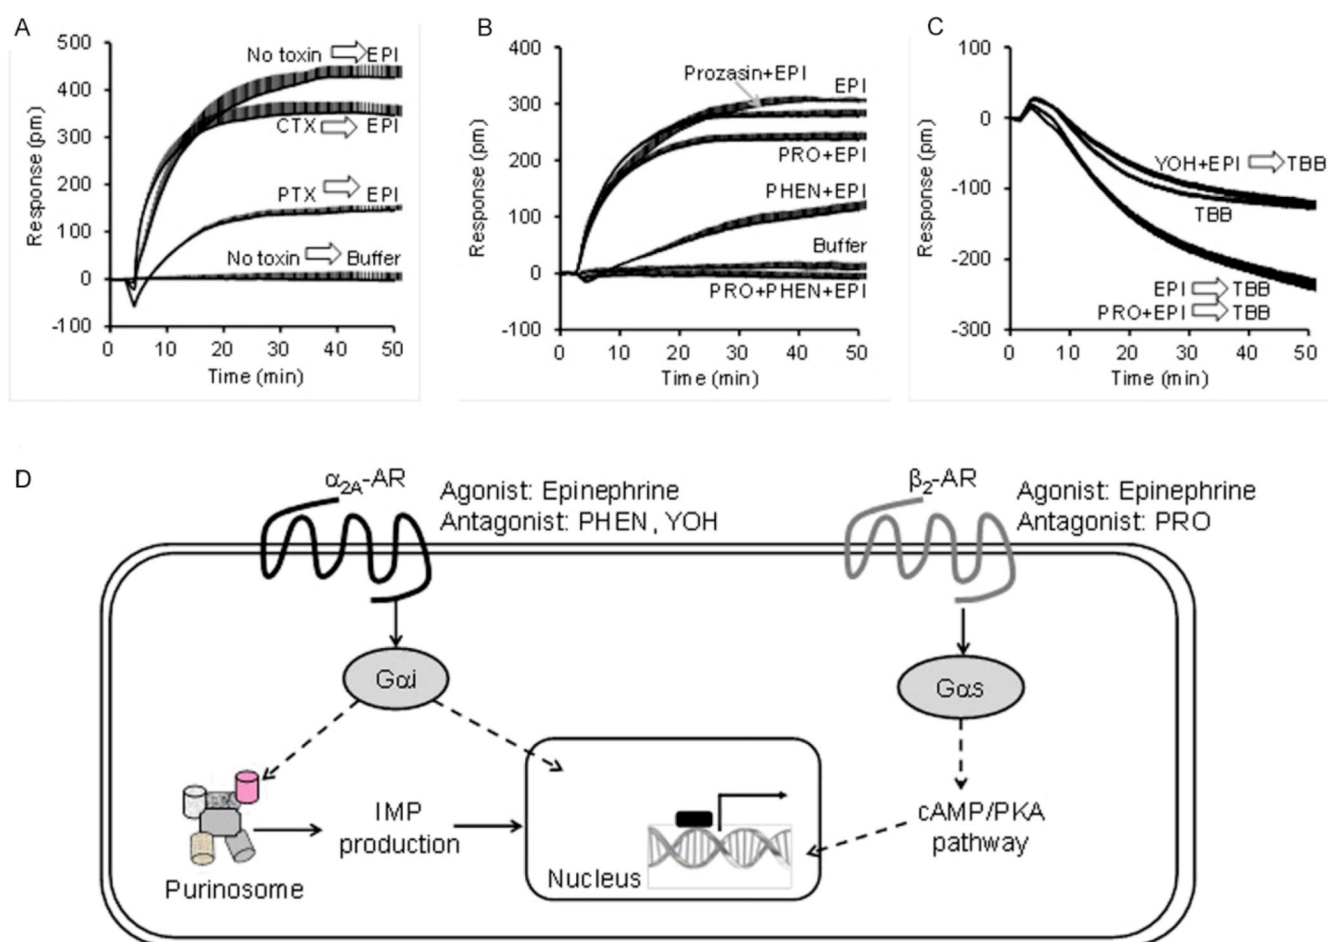 A
Response (pm)
500
400
300
200
100
0
-100
0 10 20 30 40 50
Time (min)
No toxin EPI
CTX EPI
PTX EPI
No toxin Buffer
B
Response (pm)
400
300
200
100
0
-100
0 10 20 30 40 50
Time (min)
Prozasin+EPI
EPI
PRO+EPI
PHEN+EPI
Buffer
PRO+PHEN+EPI
C
Response (pm)
100
0
-100
-200
-300
0 10 20 30 40 50
Time (min)
YOH+EPI TBB
TBB
EPI TBB
PRO+EPI TBB
D
α2A-AR
Agonist: Epinephrine
Antagonist: PHEN, YOH
β2-AR
Agonist: Epinephrine
Antagonist: PRO
Gαi
Gαs
Purinosome
IMP
production
Nucleus
cAMP/PKA
pathway